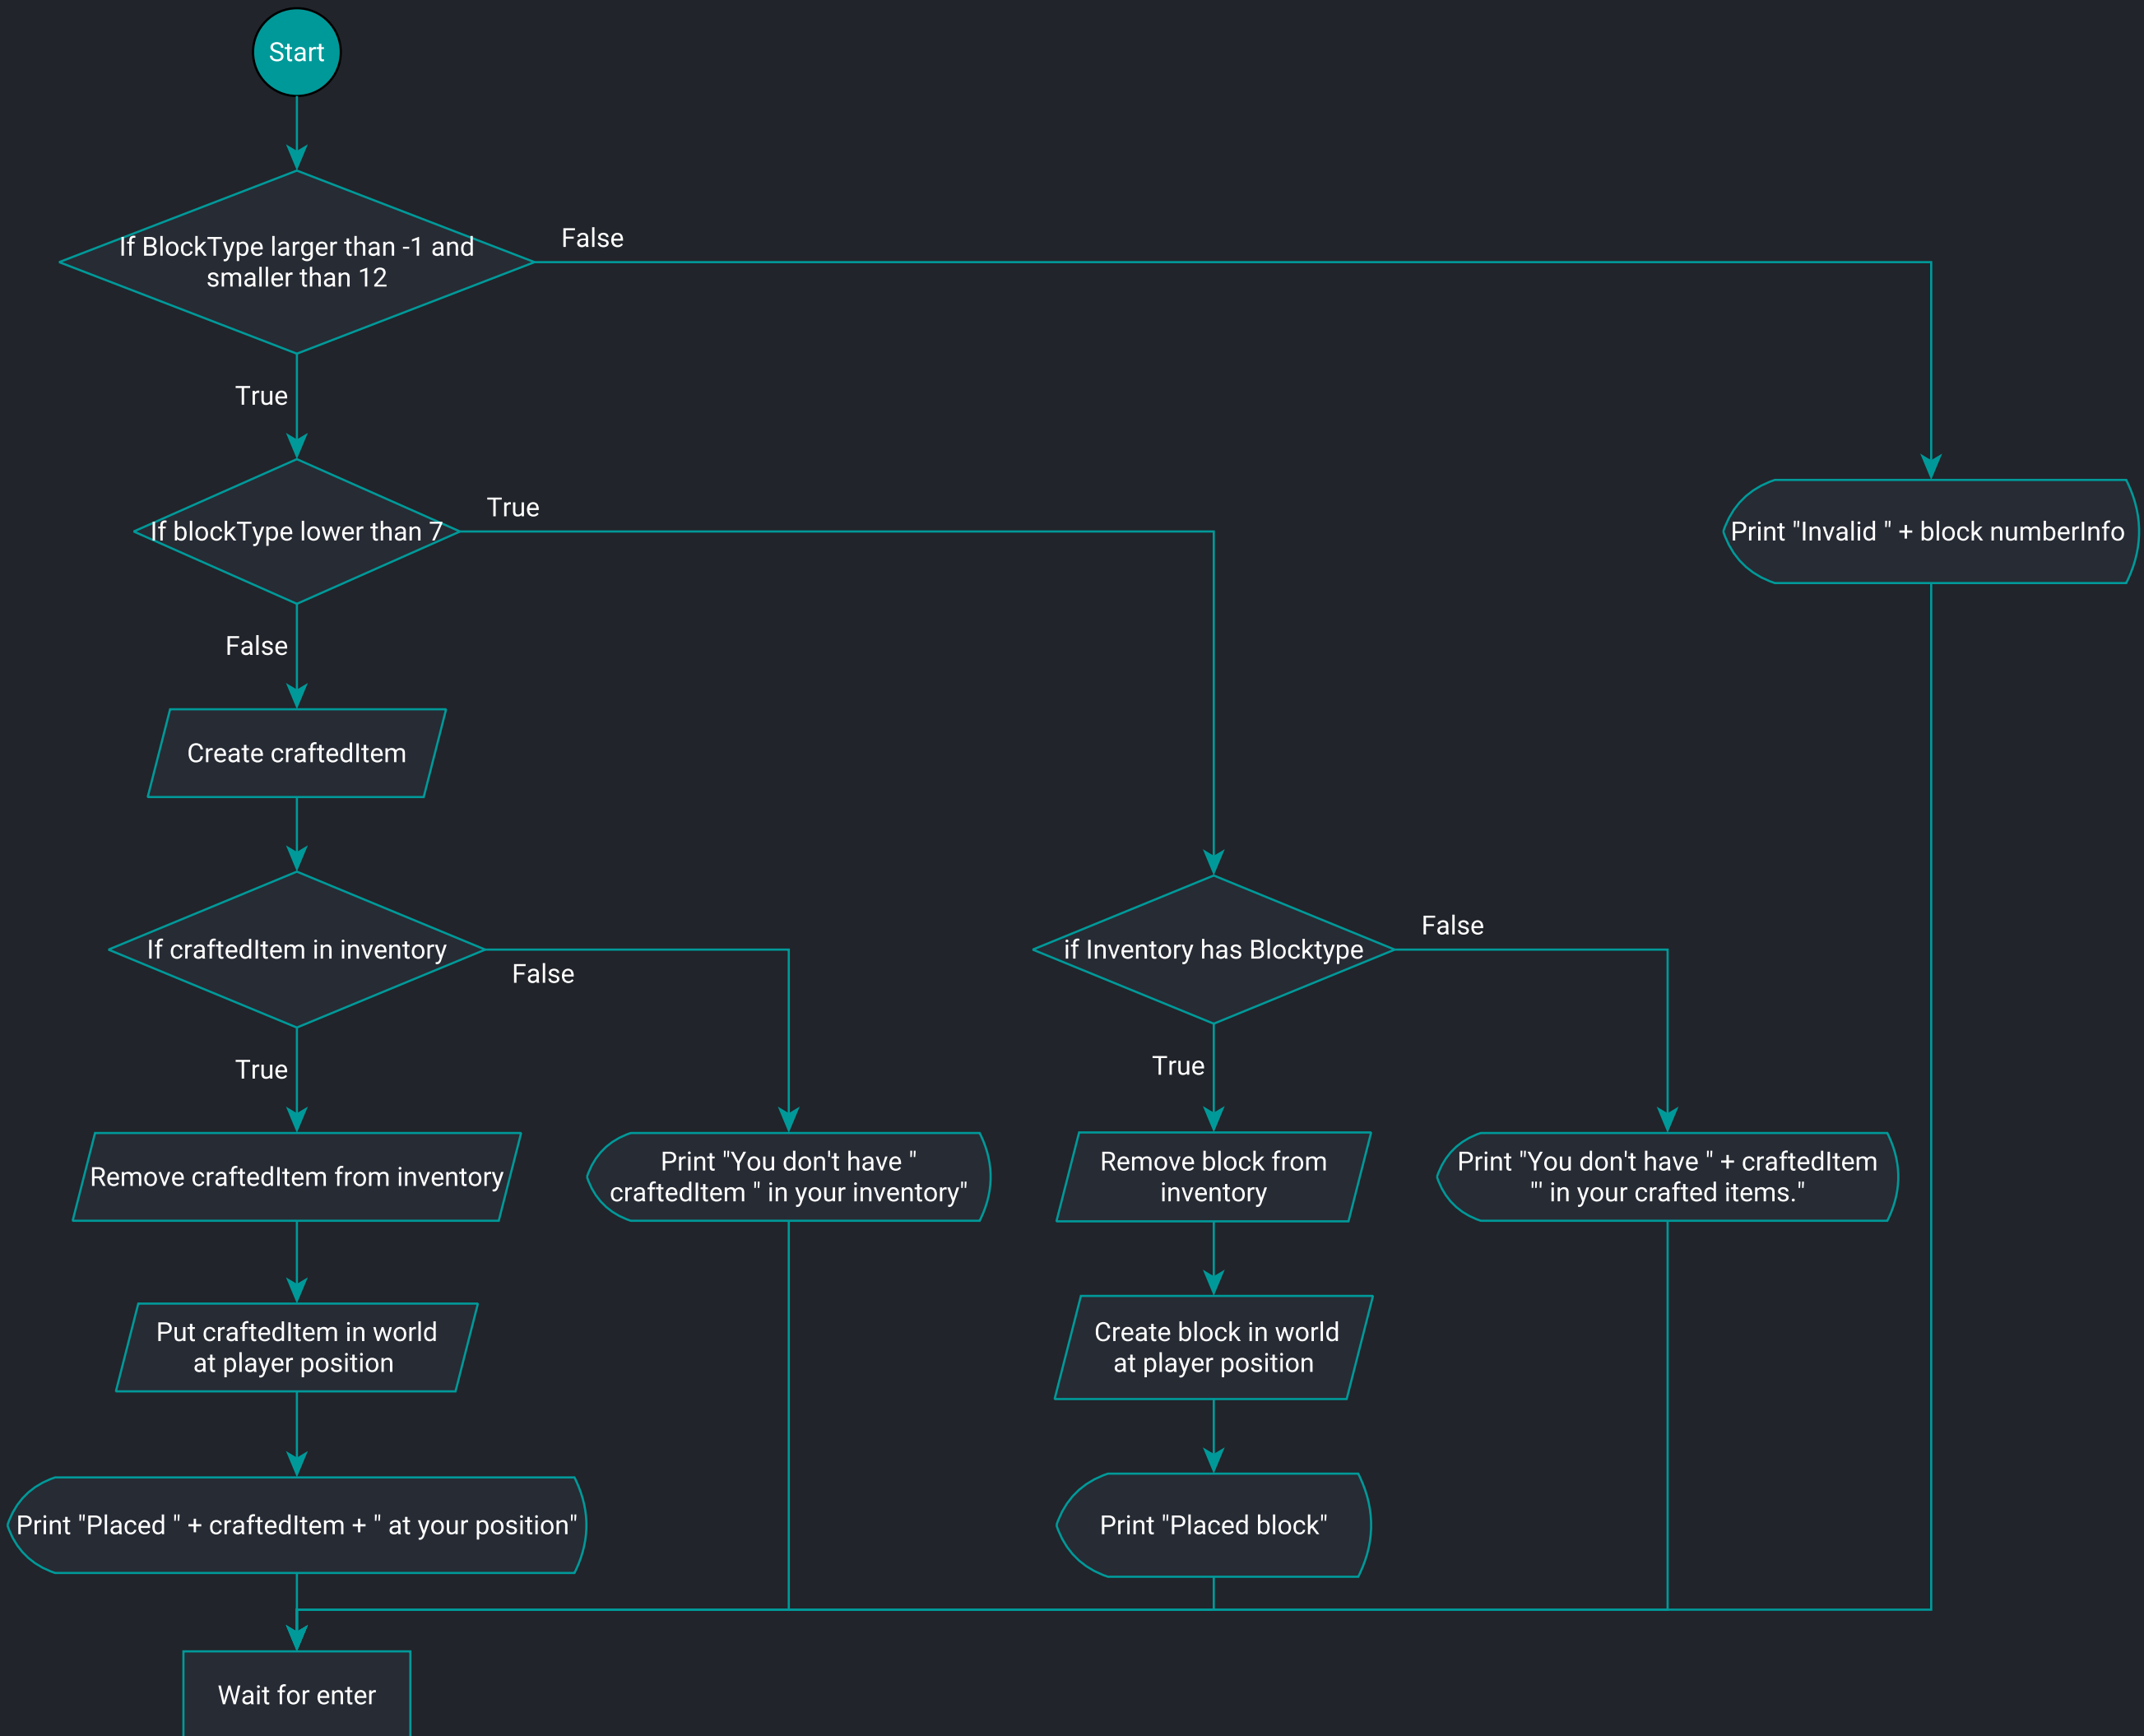 Start
If BlockType larger than -1 and
smaller than 12
False
True
If blockType lower than 7
True
Print "Invalid " + block numberInfo
False
Create craftedItem
If craftedItem in inventory
False
if Inventory has Blocktype
False
True
True
Remove craftedItem from inventory
Print "You don't have "
craftedItem " in your inventory"
Remove block from
inventory
Print "You don't have " + craftedItem
"' in your crafted items."
Put craftedItem in world
at player position
Create block in world
at player position
Print "Placed " + craftedItem + " at your position"
Print "Placed block"
Wait for enter